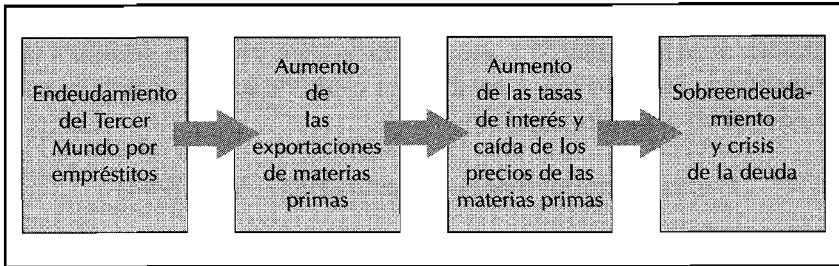 Endeudamiento
del Tercer
Mundo por
empréstitos
Aumento
de
las
exportaciones
de materias
primas
Aumento
de las tasas
de interés y
caída de los
precios de las
materias primas
Sobreendeuda-
miento
y crisis
de la deuda